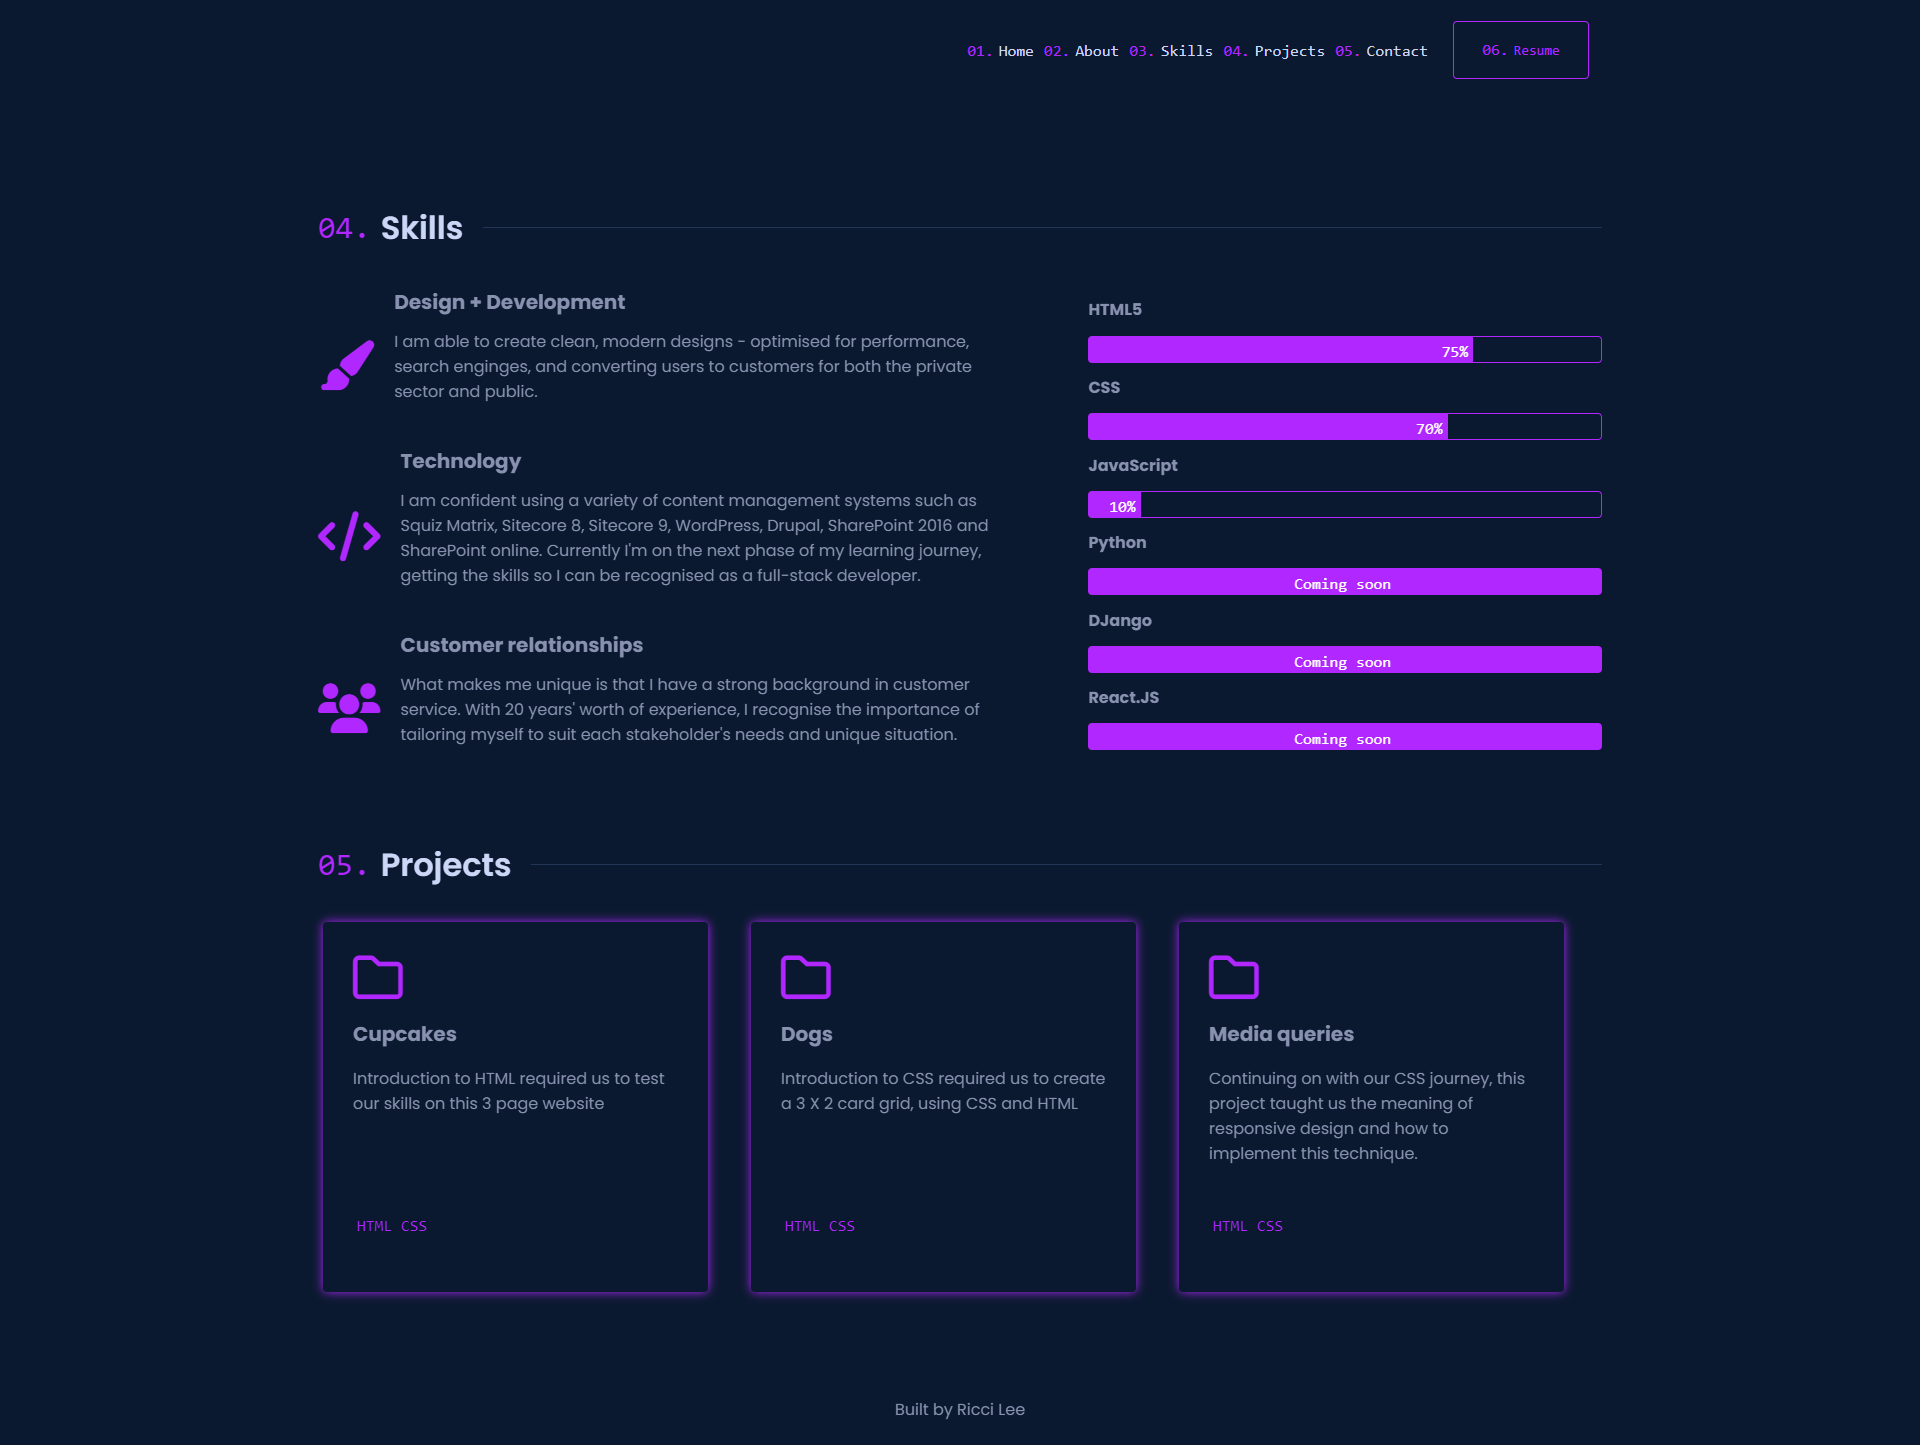 01. Home 02. About 03. Skills 04. Projects 05. Contact 06. Resume
04. Skills
Design + Development
I am able to create clean, modern designs - optimised for performance,
search enginges, and converting users to customers for both the private
sector and public.
Technology
I am confident using a variety of content management systems such as
Squiz Matrix, Sitecore 8, Sitecore 9, WordPress, Drupal, SharePoint 2016 and
SharePoint online. Currently I'm on the next phase of my learning journey,
getting the skills so I can be recognised as a full-stack developer.
Customer relationships
What makes me unique is that I have a strong background in customer
service. With 20 years' worth of experience, I recognise the importance of
tailoring myself to suit each stakeholder's needs and unique situation.
HTML5
75%
CSS
70%
JavaScript
10%
Python
Coming soon
DJango
Coming soon
React.JS
Coming soon
05. Projects
Cupcakes
Introduction to HTML required us to test
our skills on this 3 page website
HTML CSS
Dogs
Introduction to CSS required us to create
a 3 X 2 card grid, using CSS and HTML
HTML CSS
Media queries
Continuing on with our CSS journey, this
project taught us the meaning of
responsive design and how to
implement this technique.
HTML CSS
Built by Ricci Lee